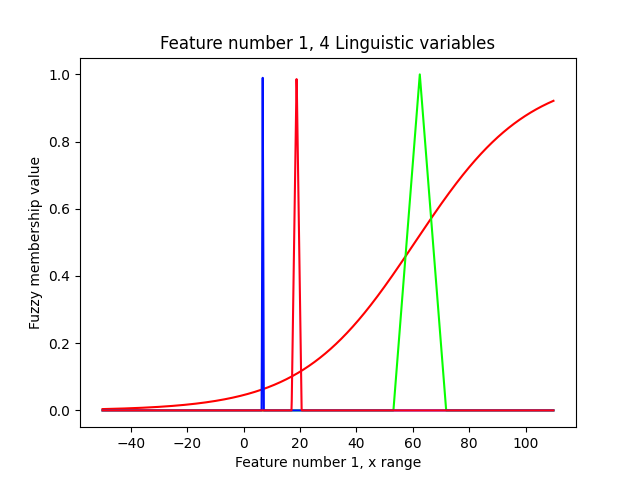 Feature number 1, 4 Linguistic variables
Fuzzy membership value
1.0
0.8
0.6
0.4
0.2
0.0
−40 −20 0 20 40 60 80 100
Feature number 1, x range